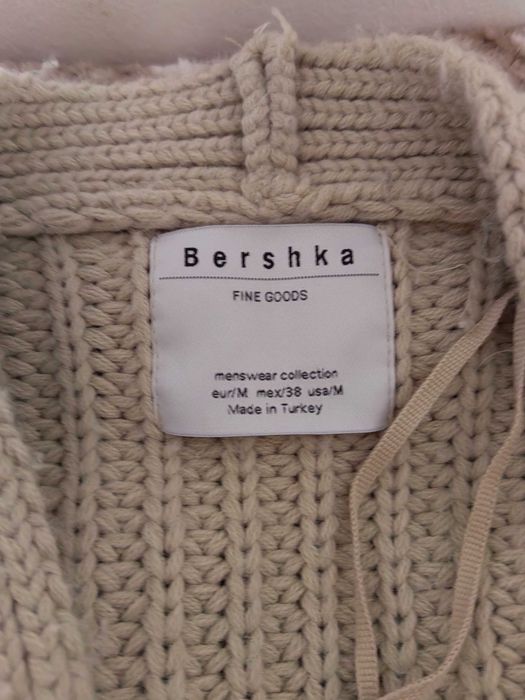 Bershka
FINE GOODS
menswear collection
eur/M mex/38 usa/M
Made in Turkey